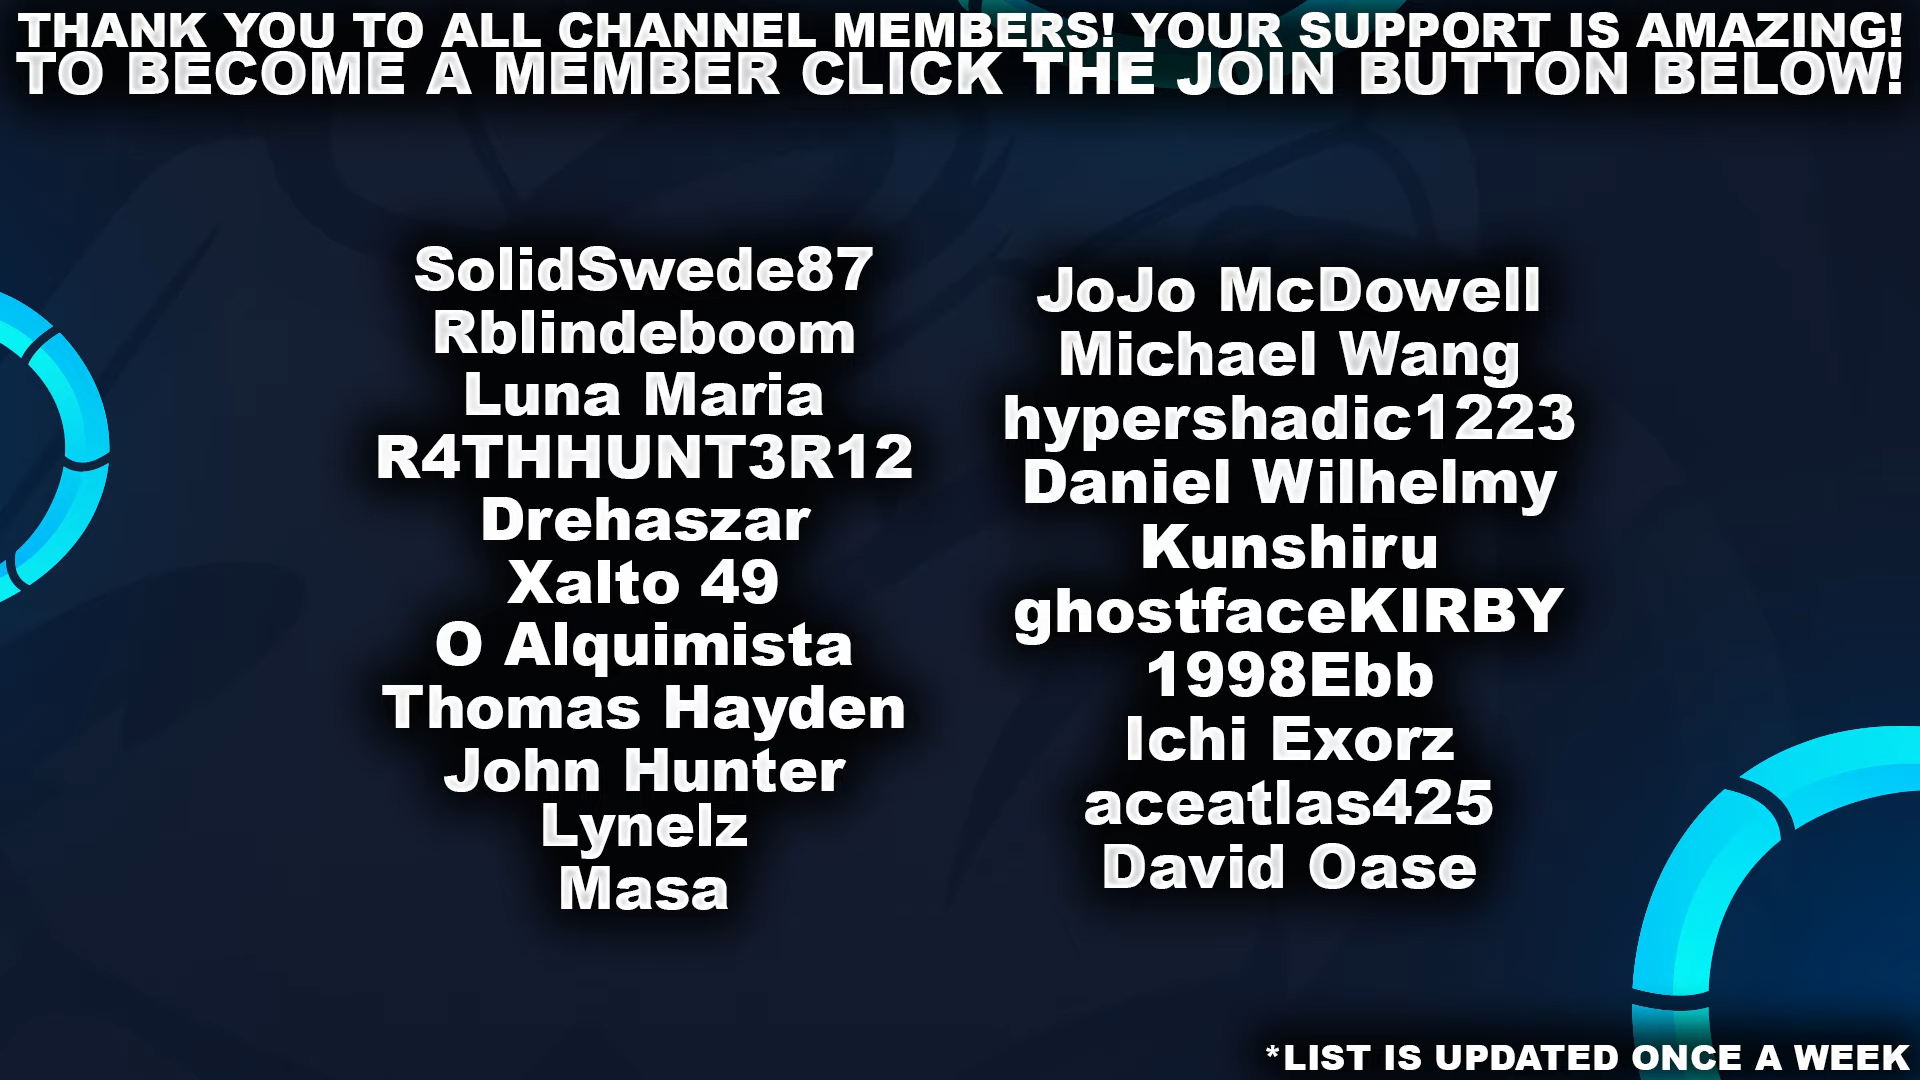 THANK YOU TO ALL CHANNEL MEMBERS! YOUR SUPPORT IS AMAZING!
TO BECOME A MEMBER CLICK THE JOIN BUTTON BELOW!
SolidSwede87
Rblindeboom
Luna Maria
R4THHUNT3R12
Drehaszar
Xalto 49
O Alquimista
Thomas Hayden
John Hunter
Lynelz
Masa
JoJo McDowell
Michael Wang
hypershadic1223
Daniel Wilhelmy
Kunshiru
ghostfaceKIRBY
1998Ebb
Ichi Exorz
aceatlas425
David Oase
*LIST IS UPDATED ONCE A WEEK